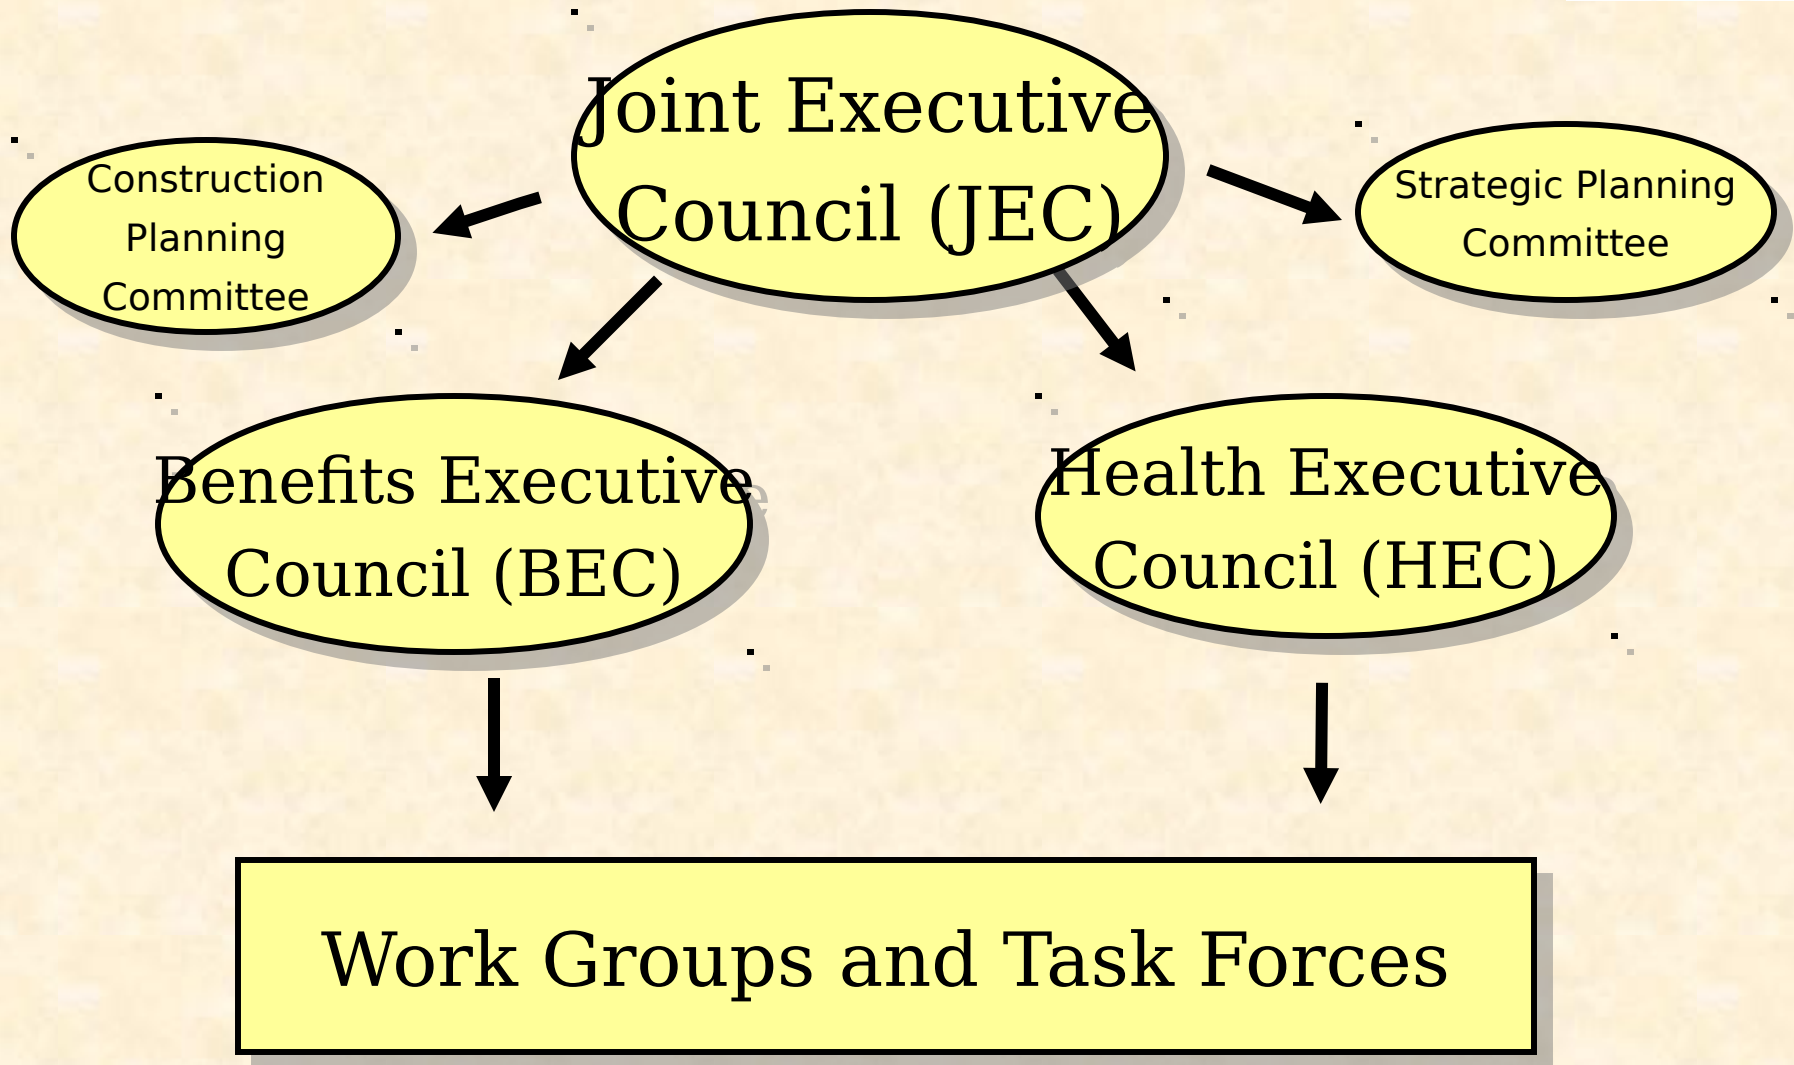 Joint Executive
Council (JEC)
Construction
Planning
Committee
Strategic Planning
Committee
Benefits Executive
Council (BEC)
Health Executive
Council (HEC)
Work Groups and Task Forces